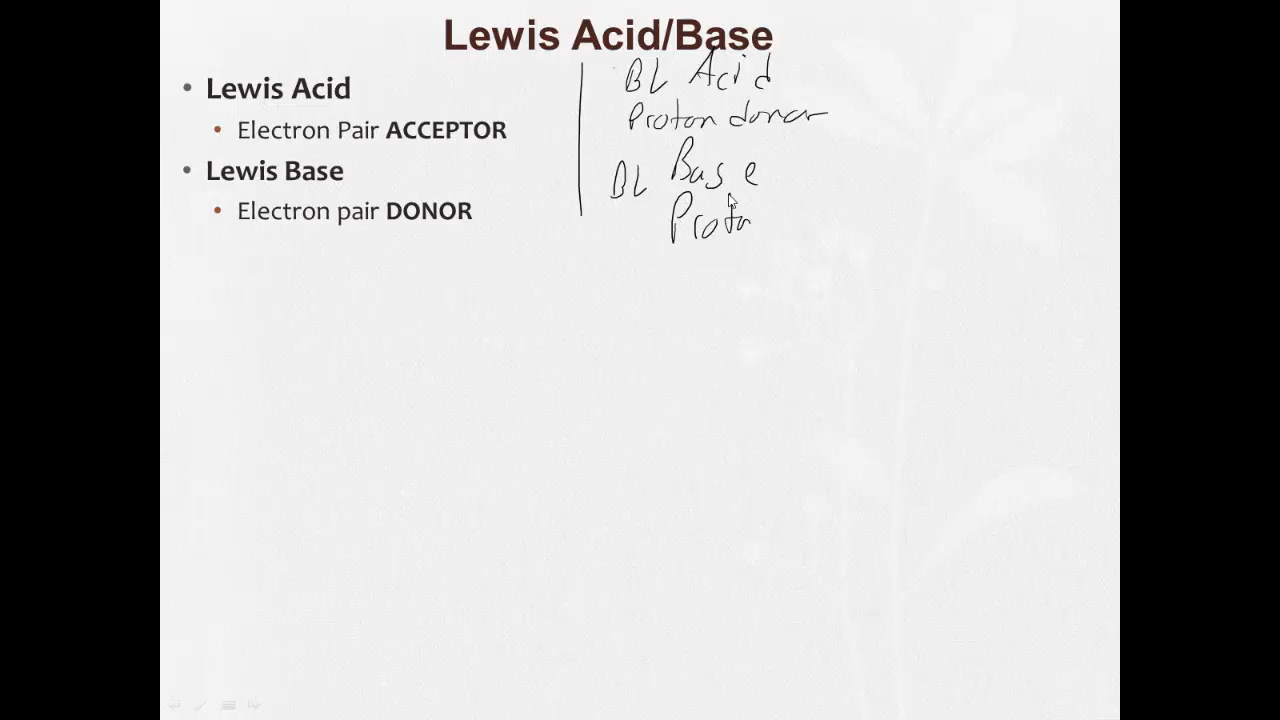 Lewis Acid/Base
• Lewis Acid
• Electron Pair ACCEPTOR
• Lewis Base
• Electron pair DONOR
BL Acid
Proton donor
BL Base
Proto